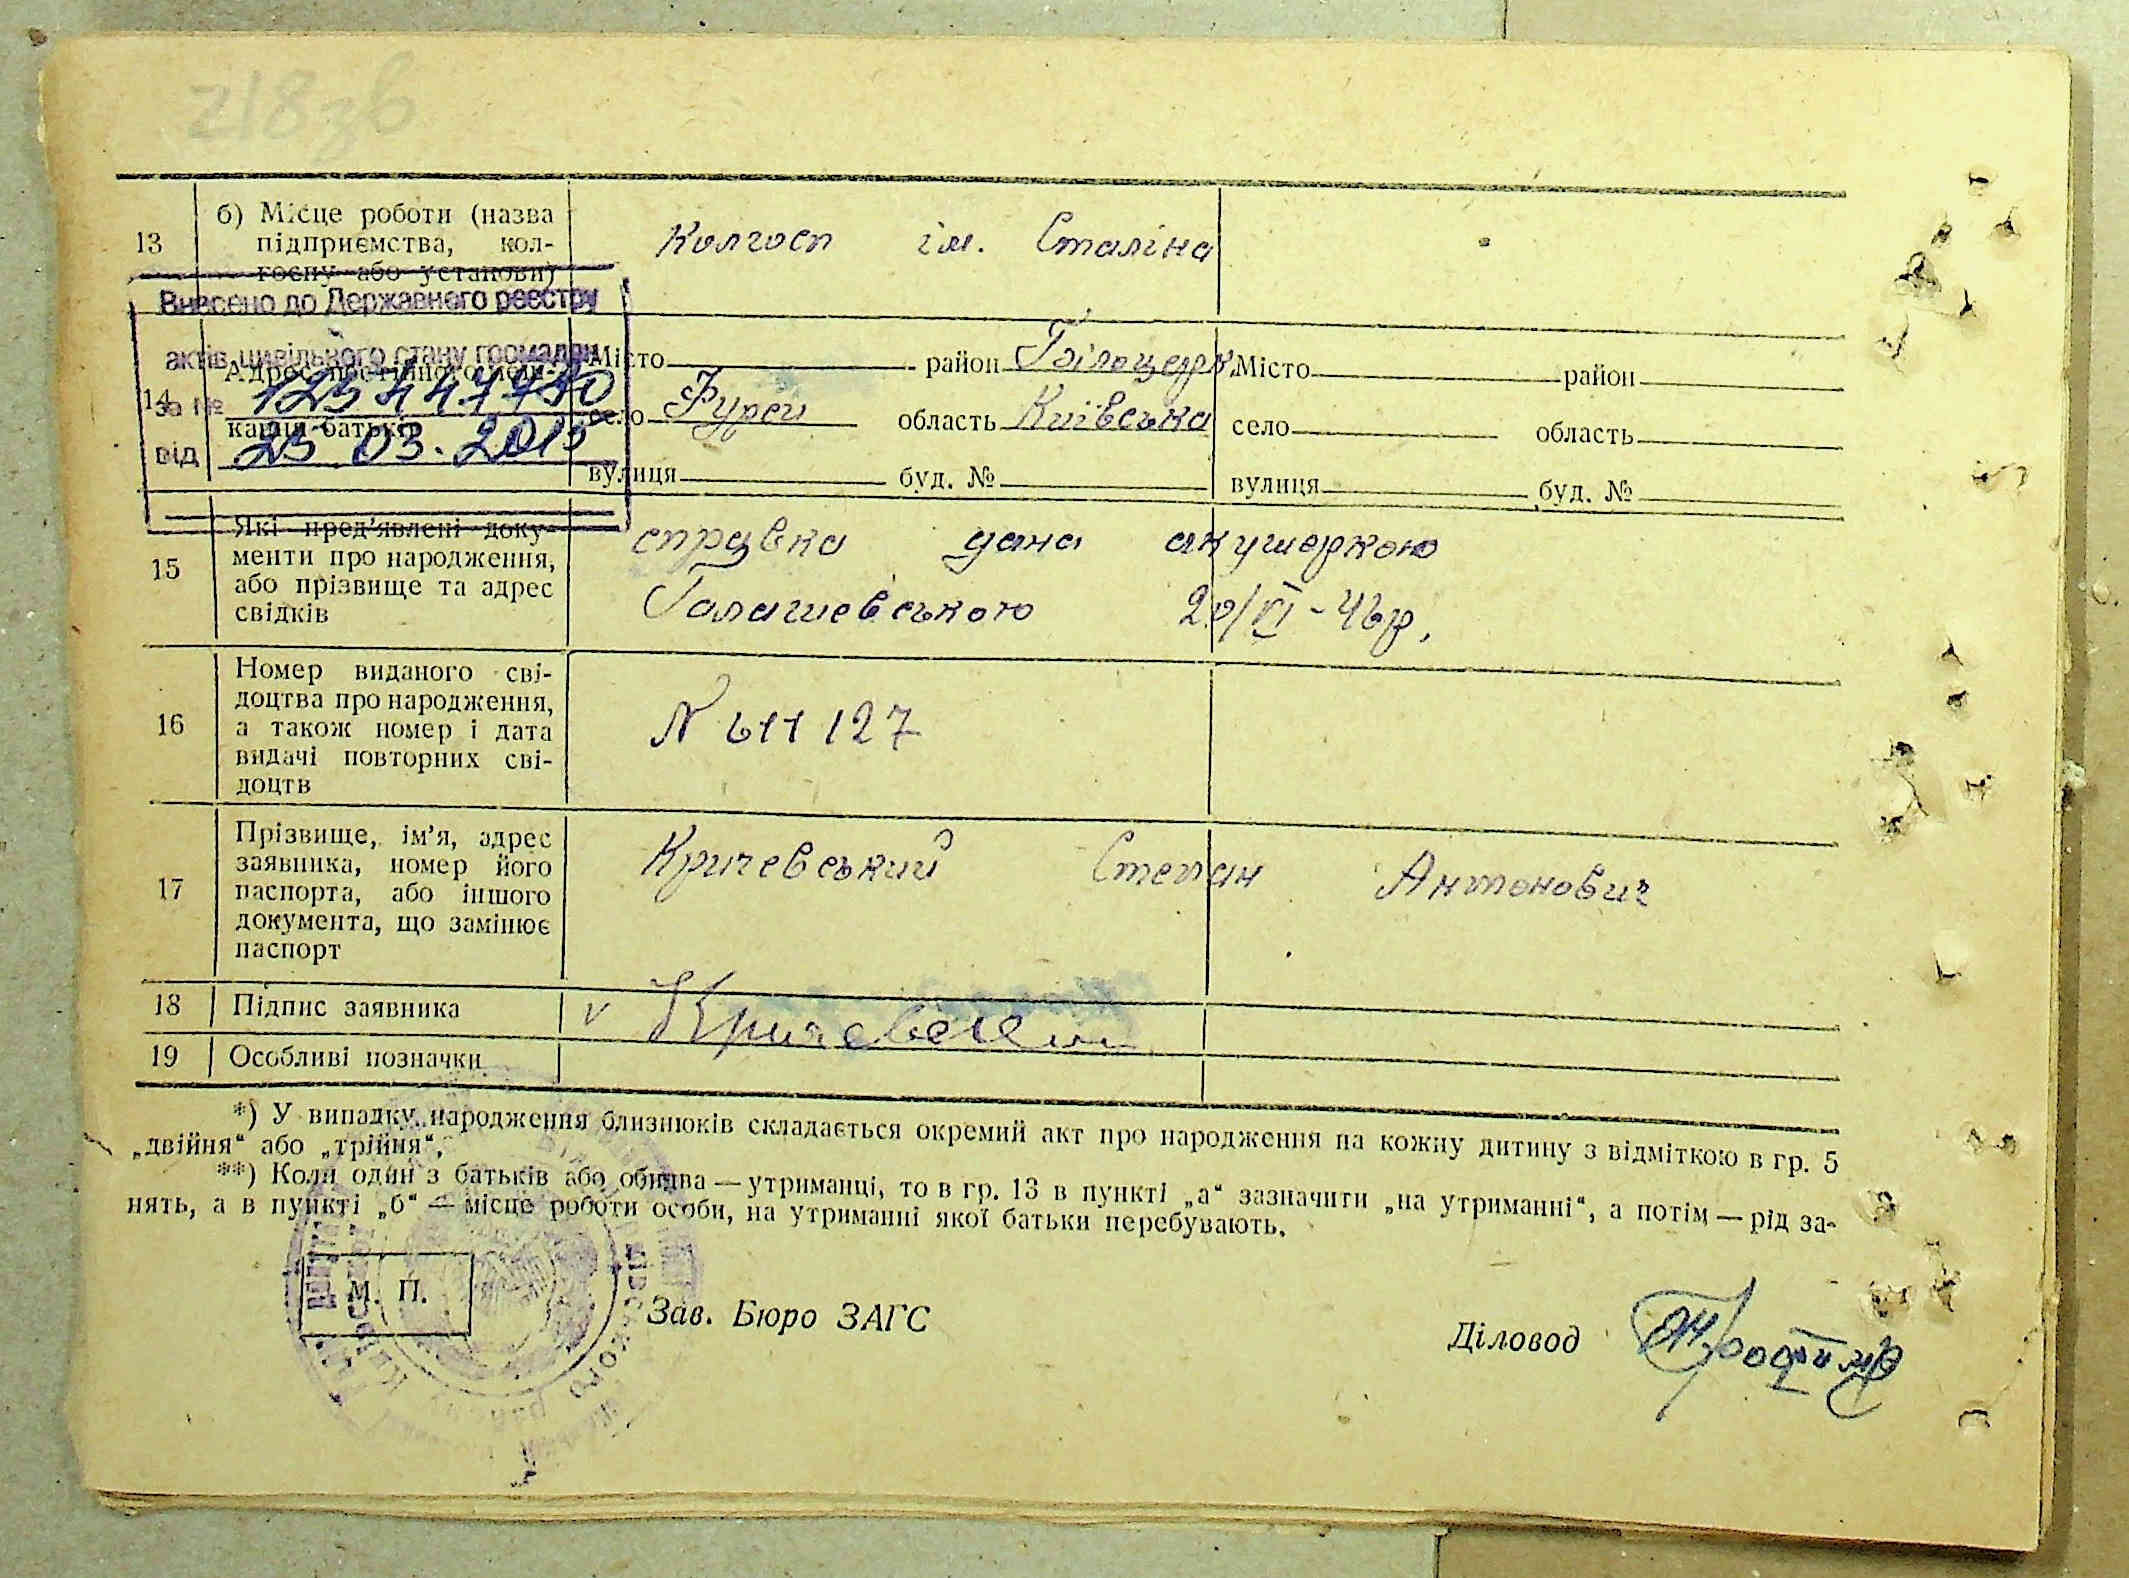 218зв
13 б) Місце роботи (назва
підприємства, кол-
госпу або установи)
Колгосп ім. Сталіна
Внесено до Державного реєстру
актів цивільного стану громадян
за №
від 23.03.2015
14 Адрес постійного меш-
кання батьків
Місто район Білоцерк. Місто район
село Фурси область Київська село область
вулиця буд. № вулиця буд. №
15 Які пред’явлені доку-
менти про народження,
або прізвище та адрес
свідків
справка дана акушеркою
20/VI-46р.
16 Номер виданого сві-
доцтва про народження,
а також номер і дата
видачі повторних сві-
доцтв
N 611127
17 Прізвище, ім’я, адрес
заявника, номер його
паспорта, або іншого
документа, що замінює
паспорт
Кричевський Степан Антонович
18 Підпис заявника v Кричевский
19 Особливі позначки
*) У випадку народження близнюків складається окремий акт про народження на кожну дитину з відміткою в гр. 5
„двійня“ або „трійня“.
**) Коли один з батьків або обидва — утриманці, то в гр. 13 в пункті „а“ зазначити „на утриманні“, а потім — рід за-
нять, а в пункті „б“ — місце роботи особи, на утриманні якої батьки перебувають.
М. П.
Зав. Бюро ЗАГС Діловод